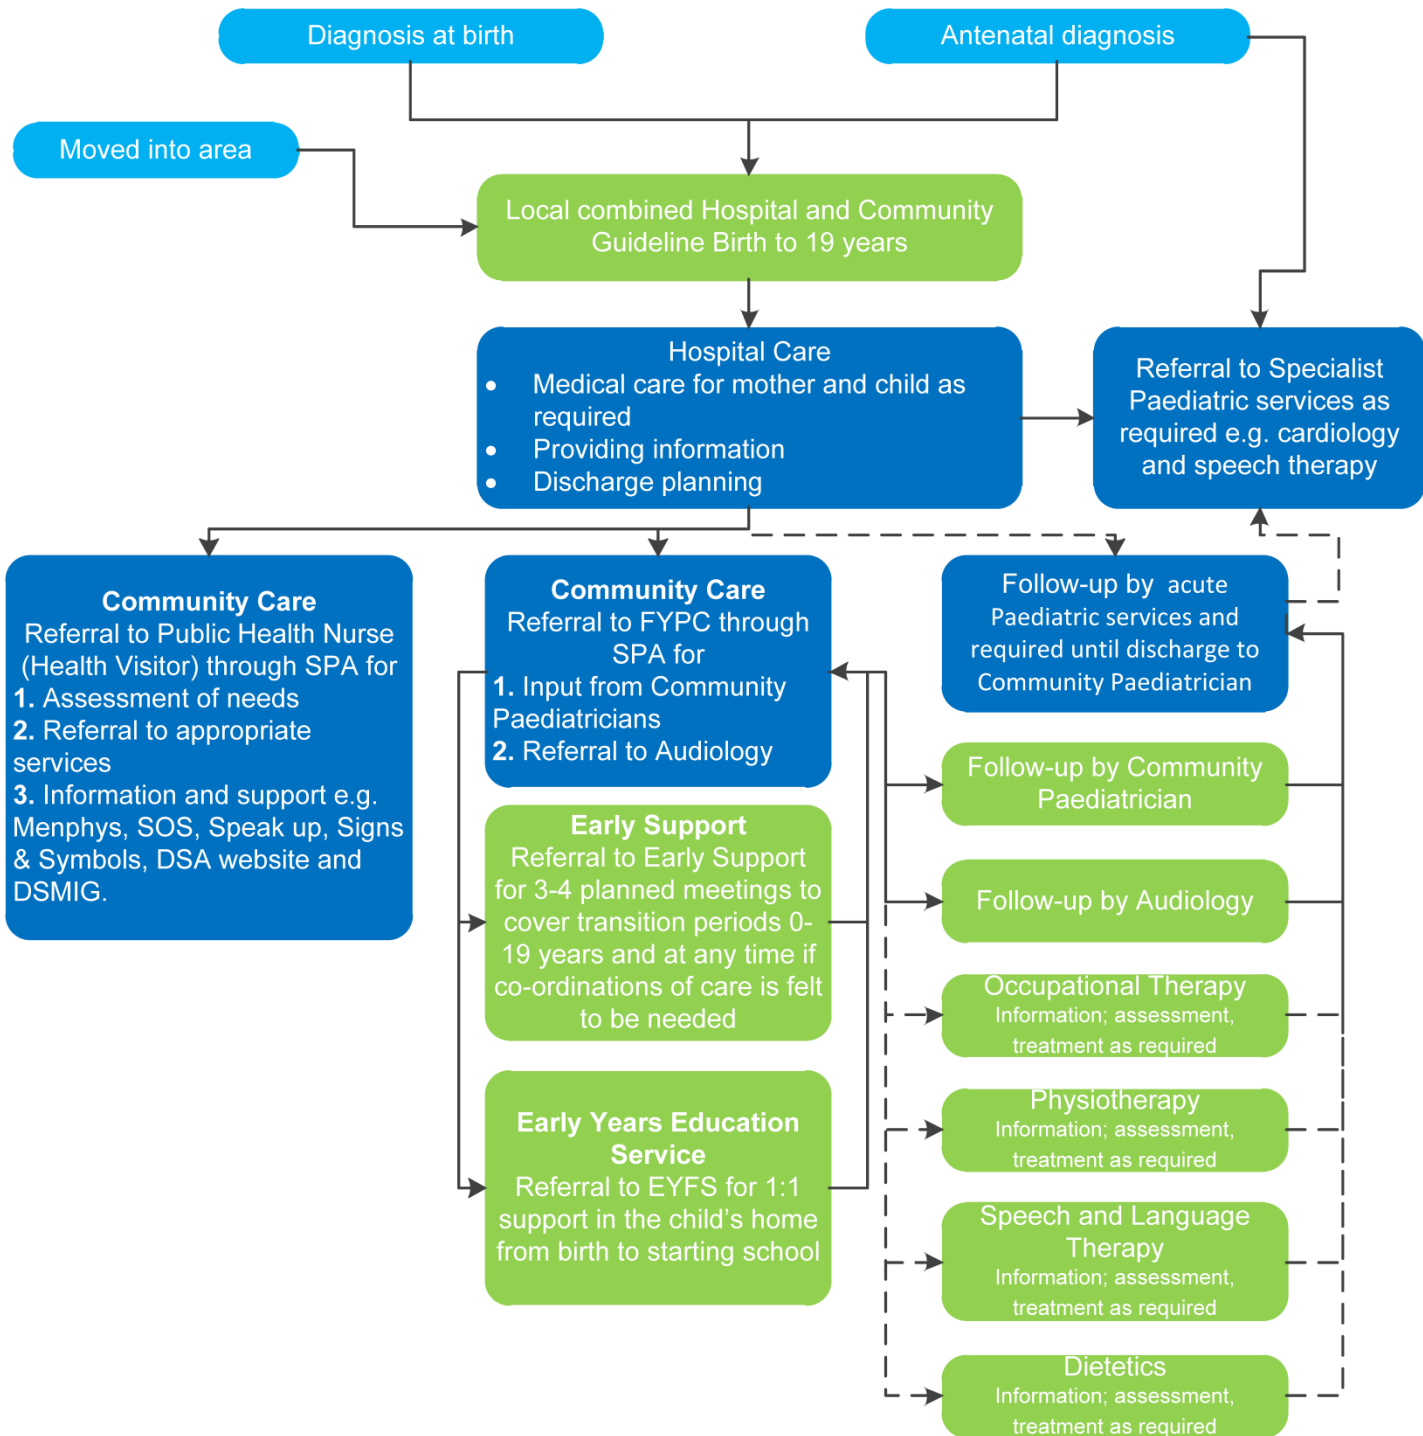 Diagnosis at birth
Antenatal diagnosis
Moved into area
Local combined Hospital and Community
Guideline Birth to 19 years
Hospital Care
• Medical care for mother and child as
required
• Providing information
• Discharge planning
Referral to Specialist
Paediatric services as
required e.g. cardiology
and speech therapy
Community Care
Referral to Public Health Nurse
(Health Visitor) through SPA for
1. Assessment of needs
2. Referral to appropriate
services
3. Information and support e.g.
Menphys, SOS, Speak up, Signs
& Symbols, DSA website and
DSMIG.
Community Care
Referral to FYPC through
SPA for
1. Input from Community
Paediatricians
2. Referral to Audiology
Follow-up by acute
Paediatric services and
required until discharge to
Community Paediatrician
Early Support
Referral to Early Support
for 3-4 planned meetings to
cover transition periods 0-
19 years and at any time if
co-ordinations of care is felt
to be needed
Early Years Education
Service
Referral to EYFS for 1:1
support in the child's home
from birth to starting school
Follow-up by Community
Paediatrician
Follow-up by Audiology
Occupational Therapy
Information; assessment,
treatment as required
Physiotherapy
Information; assessment,
treatment as required
Speech and Language
Therapy
Information; assessment,
treatment as required
Dietetics
Information; assessment,
treatment as required